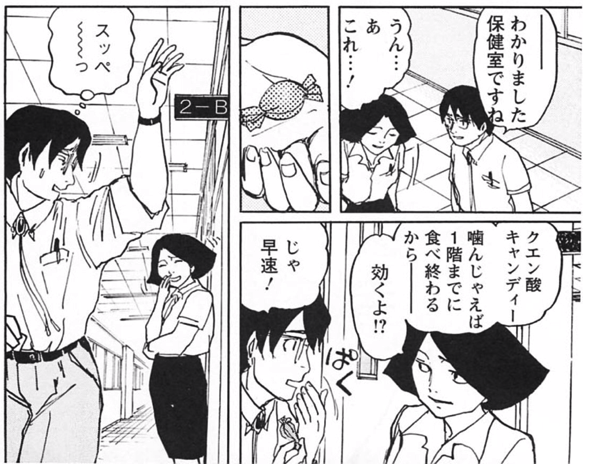 ――わかりました
保健室ですね
うん…！
あ
これ…！
クエン酸
キャンディー
噛んじゃえば
1階までに
食べ終わる
から――
効くよ!?
じゃ
早速！
ぱく
スッペ
〜〜〜っ
2-B